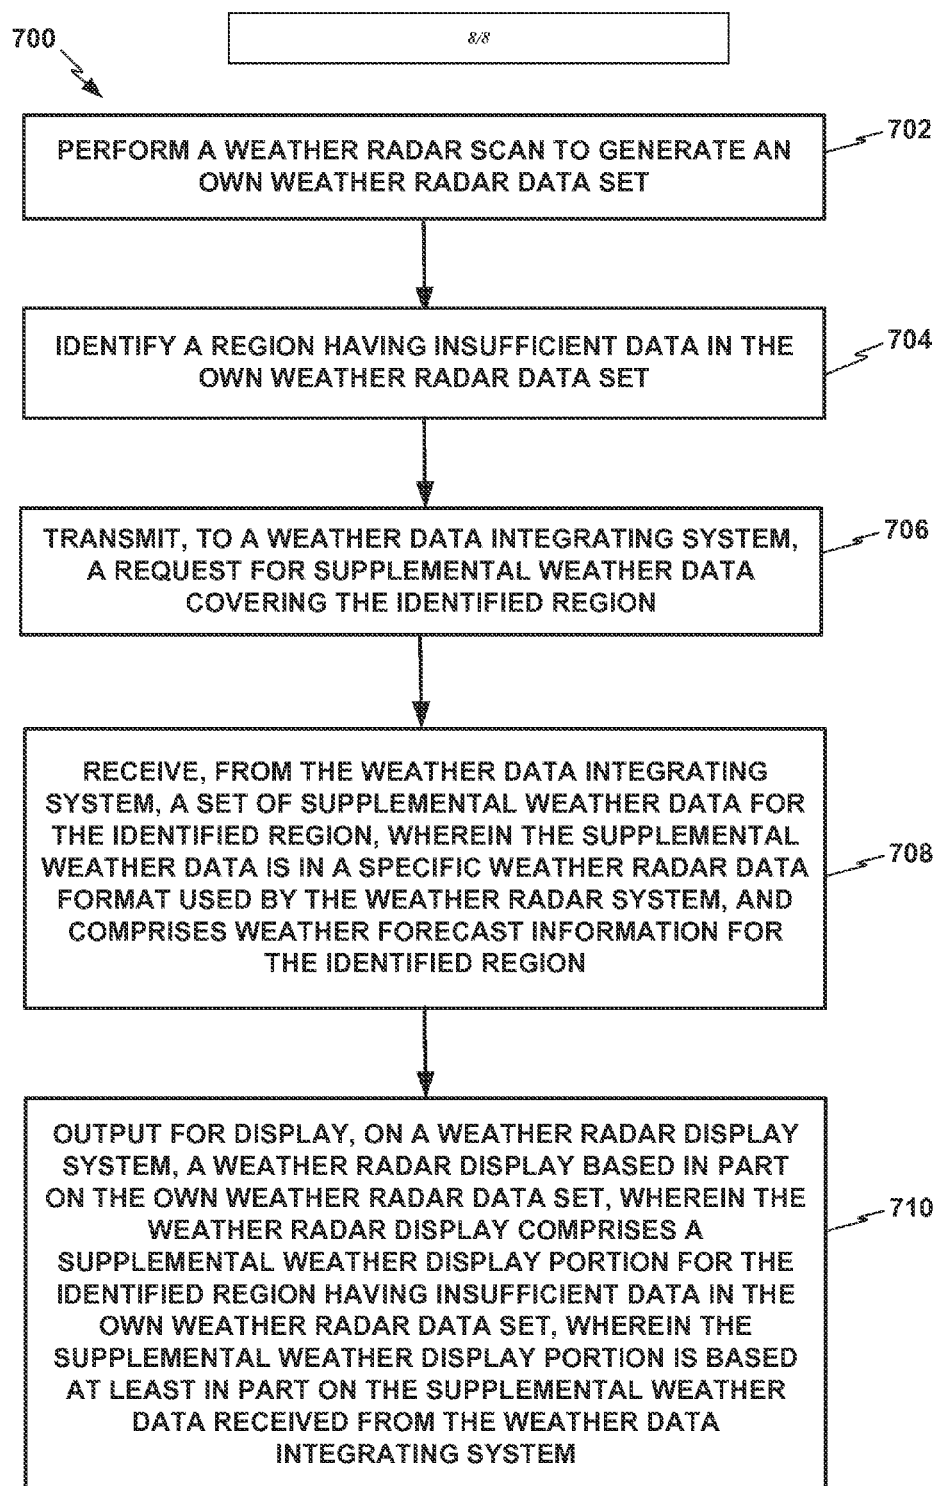 8/8
700
PERFORM A WEATHER RADAR SCAN TO GENERATE AN
OWN WEATHER RADAR DATA SET
702
IDENTIFY A REGION HAVING INSUFFICIENT DATA IN THE
OWN WEATHER RADAR DATA SET
704
TRANSMIT, TO A WEATHER DATA INTEGRATING SYSTEM,
A REQUEST FOR SUPPLEMENTAL WEATHER DATA
COVERING THE IDENTIFIED REGION
706
RECEIVE, FROM THE WEATHER DATA INTEGRATING
SYSTEM, A SET OF SUPPLEMENTAL WEATHER DATA FOR
THE IDENTIFIED REGION, WHEREIN THE SUPPLEMENTAL
WEATHER DATA IS IN A SPECIFIC WEATHER RADAR DATA
FORMAT USED BY THE WEATHER RADAR SYSTEM, AND
COMPRISES WEATHER FORECAST INFORMATION FOR
THE IDENTIFIED REGION
708
OUTPUT FOR DISPLAY, ON A WEATHER RADAR DISPLAY
SYSTEM, A WEATHER RADAR DISPLAY BASED IN PART
ON THE OWN WEATHER RADAR DATA SET, WHEREIN THE
WEATHER RADAR DISPLAY COMPRISES A
SUPPLEMENTAL WEATHER DISPLAY PORTION FOR THE
IDENTIFIED REGION HAVING INSUFFICIENT DATA IN THE
OWN WEATHER RADAR DATA SET, WHEREIN THE
SUPPLEMENTAL WEATHER DISPLAY PORTION IS BASED
AT LEAST IN PART ON THE SUPPLEMENTAL WEATHER
DATA RECEIVED FROM THE WEATHER DATA
INTEGRATING SYSTEM
710